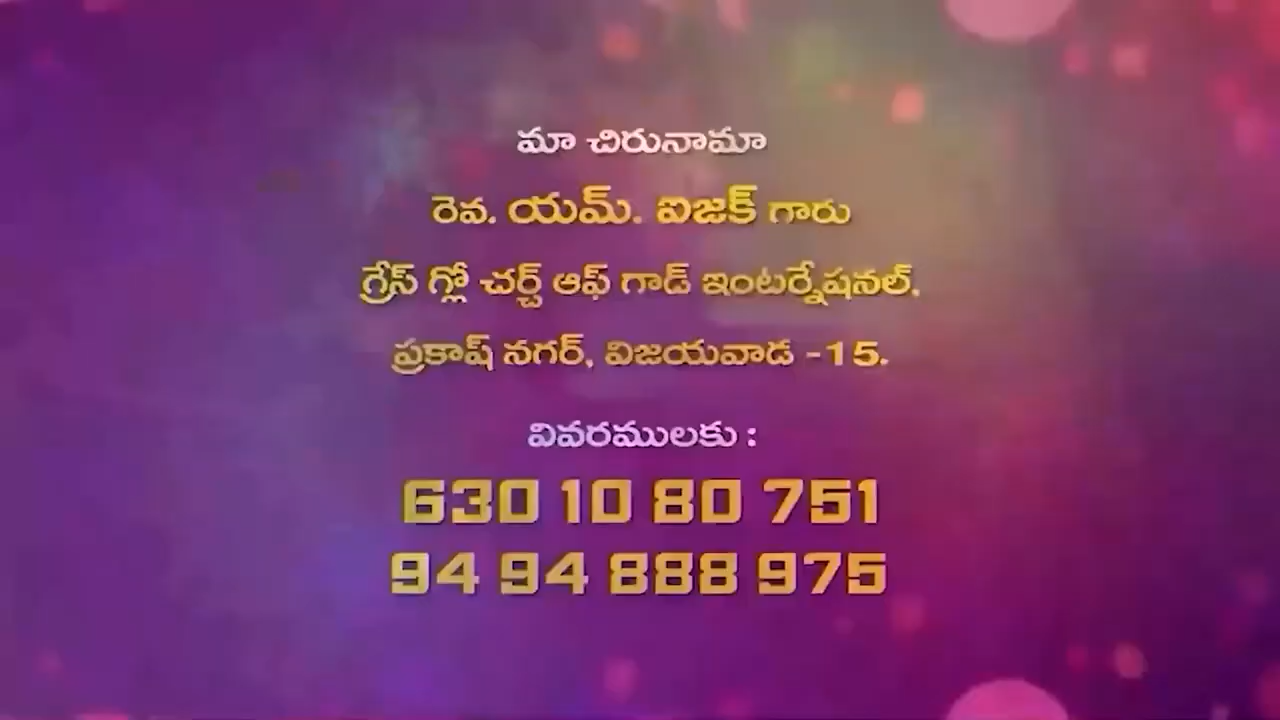 మా చిరునామా
రెవ. యమ్. ఐజక్ గారు
గ్రేస్ గ్లో చర్చ్ ఆఫ్ గాడ్ ఇంటర్నేషనల్,
ప్రకాష్ నగర్, విజయవాడ -15.
వివరములకు :
630 10 80 751
94 94 888 975